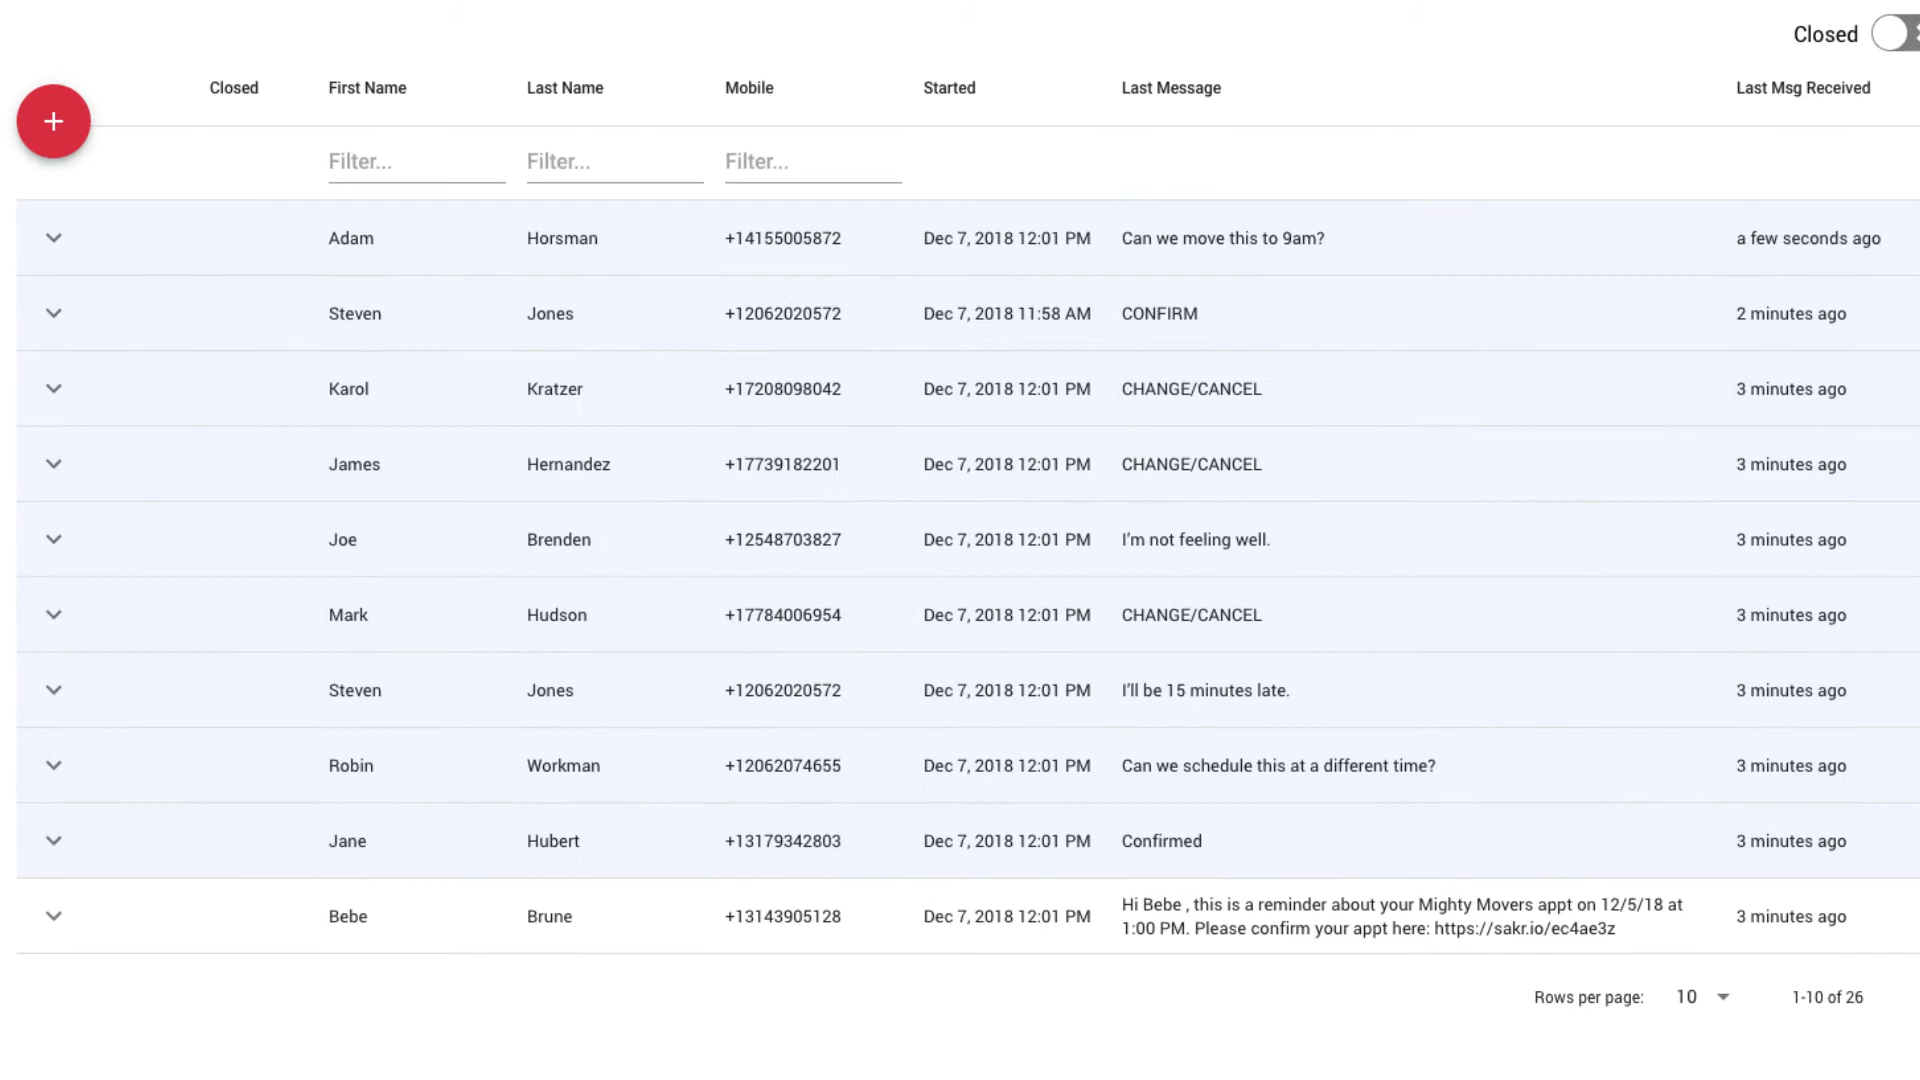 Closed
Closed First Name Last Name Mobile Started Last Message Last Msg Received
+
Filter... Filter... Filter...
Adam Horsman +14155005872 Dec 7, 2018 12:01 PM Can we move this to 9am? a few seconds ago
Steven Jones +12062020572 Dec 7, 2018 11:58 AM CONFIRM 2 minutes ago
Karol Kratzer +17208098042 Dec 7, 2018 12:01 PM CHANGE/CANCEL 3 minutes ago
James Hernandez +17739182201 Dec 7, 2018 12:01 PM CHANGE/CANCEL 3 minutes ago
Joe Brenden +12548703827 Dec 7, 2018 12:01 PM I'm not feeling well. 3 minutes ago
Mark Hudson +17784006954 Dec 7, 2018 12:01 PM CHANGE/CANCEL 3 minutes ago
Steven Jones +12062020572 Dec 7, 2018 12:01 PM I'll be 15 minutes late. 3 minutes ago
Robin Workman +12062074655 Dec 7, 2018 12:01 PM Can we schedule this at a different time? 3 minutes ago
Jane Hubert +13179342803 Dec 7, 2018 12:01 PM Confirmed 3 minutes ago
Bebe Brune +13143905128 Dec 7, 2018 12:01 PM Hi Bebe , this is a reminder about your Mighty Movers appt on 12/5/18 at 3 minutes ago
1:00 PM. Please confirm your appt here: https://sakr.io/ec4ae3z
Rows per page: 10 1-10 of 26